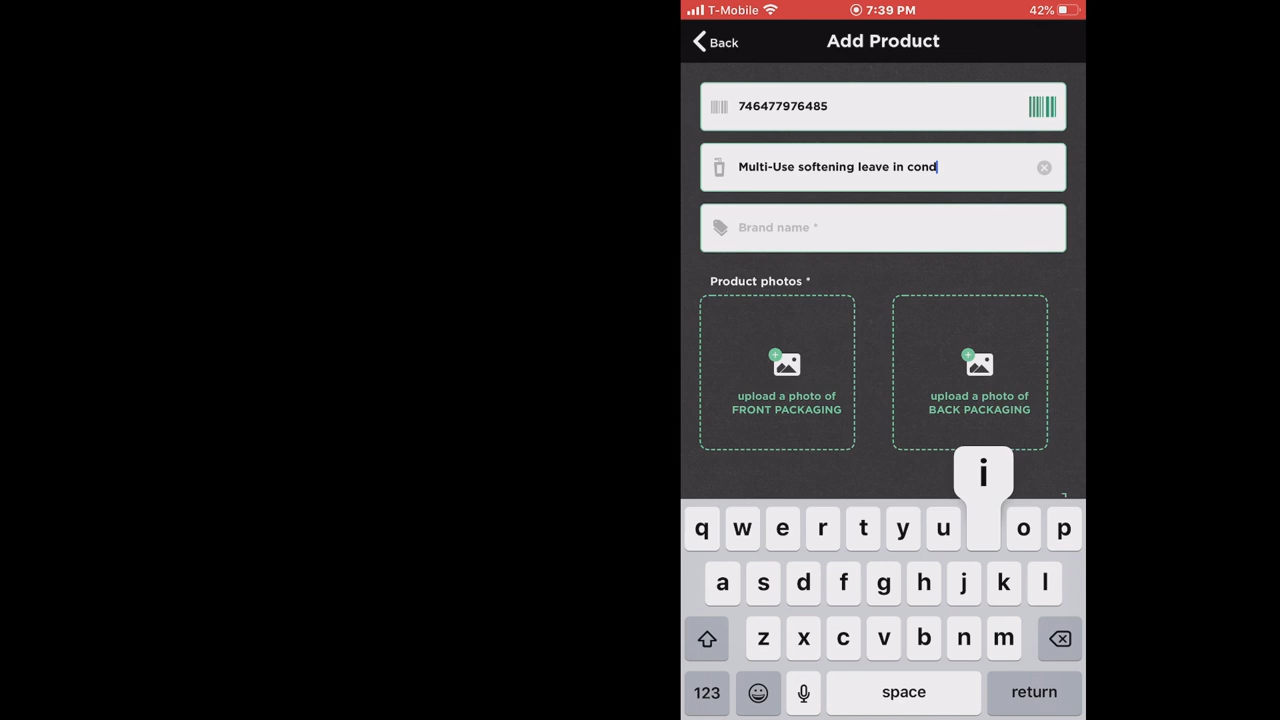 T-Mobile 7:39 PM 42%
Back Add Product
746477976485
Multi-Use softening leave in cond
Brand name *
Product photos *
upload a photo of
FRONT PACKAGING
upload a photo of
BACK PACKAGING
i
q w e r t y u o p
a s d f g h j k l
z x c v b n m
123 space return